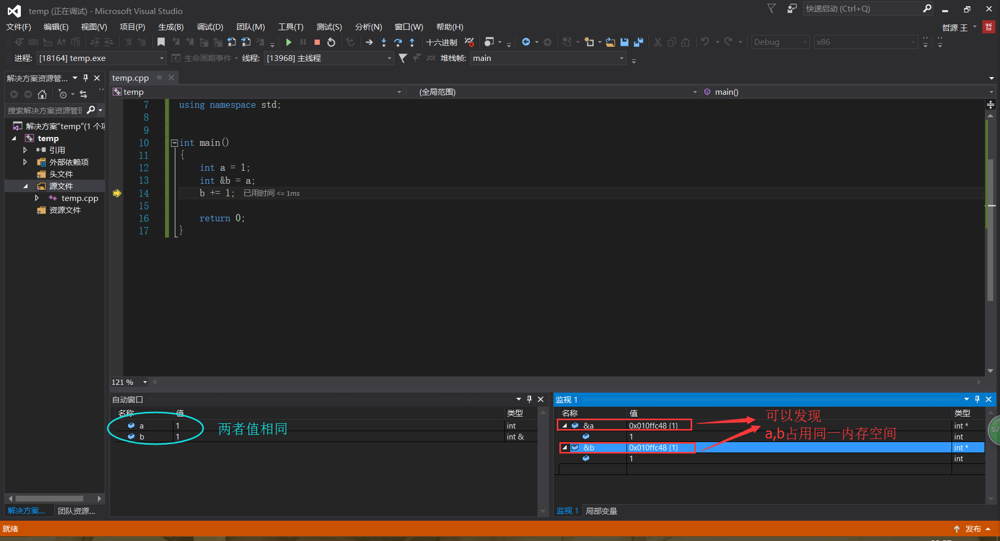 temp (正在调试) - Microsoft Visual Studio
快速启动 (Ctrl+Q)
文件(F) 编辑(E) 视图(V) 项目(P) 生成(B) 调试(D) 团队(M) 工具(T) 测试(S) 分析(N) 窗口(W) 帮助(H)
哲源 王 哲
十六进制 Debug x86
进程: [18164] temp.exe 生命周期事件 线程: [13968] 主线程 堆栈帧: main
解决方案资源管...
搜索解决方案资源管理
解决方案"temp"(1 个项
temp
引用
外部依赖项
头文件
源文件
temp.cpp
资源文件
解决方案... 团队资源...
temp.cpp
temp (全局范围) main()
7 using namespace std;
8
9
10 int main()
11 {
12 int a = 1;
13 int &b = a;
14 b += 1; 已用时间 <= 1ms
15
16 return 0;
17 }
121 %
自动窗口
名称 值 类型
a 1 int
b 1 int &
两者值相同
监视 1
名称 值 类型
&a 0x010ffc48 {1} int *
1 int
&b 0x010ffc48 {1} int *
1 int
可以发现
a,b占用同一内存空间
监视 1 局部变量
57
就绪 发布